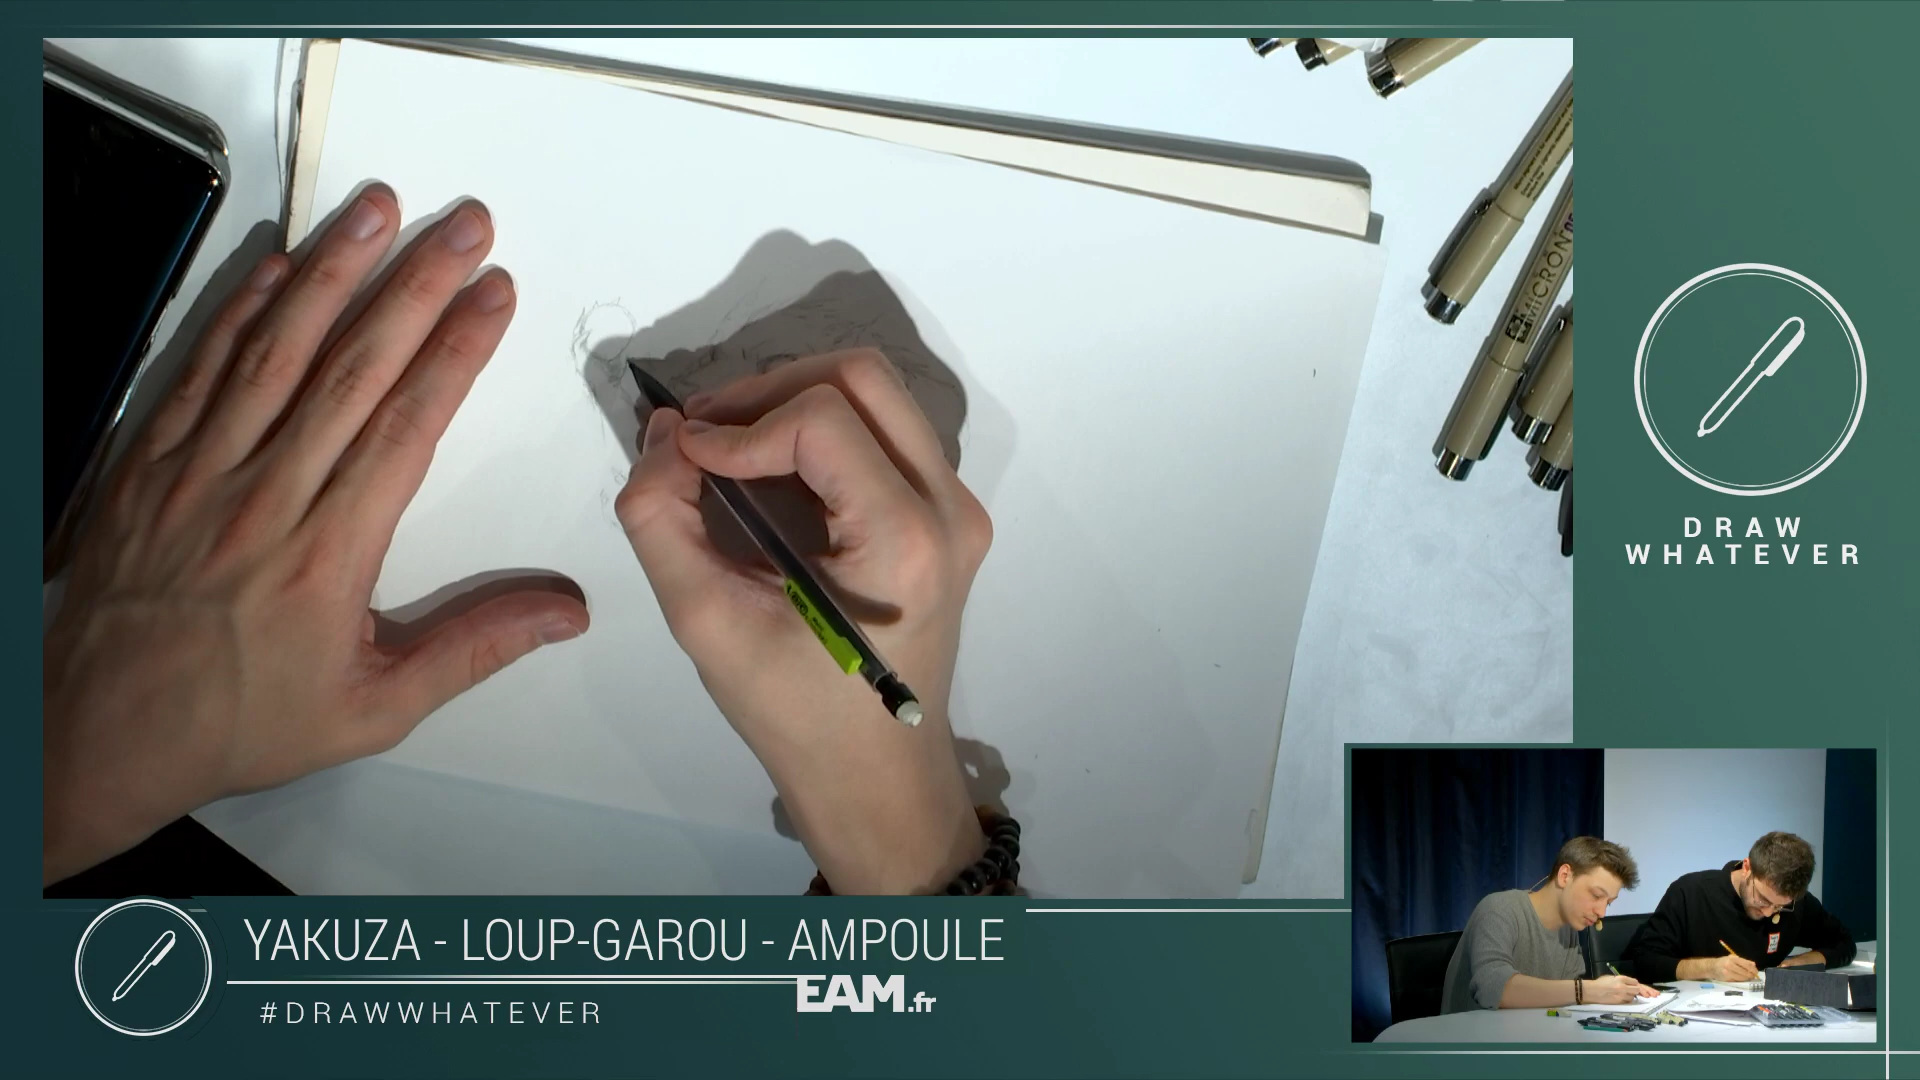 MICRON
DRAW
WHATEVER
YAKUZA - LOUP-GAROU - AMPOULE
EAM.fr
#DRAWWHATEVER